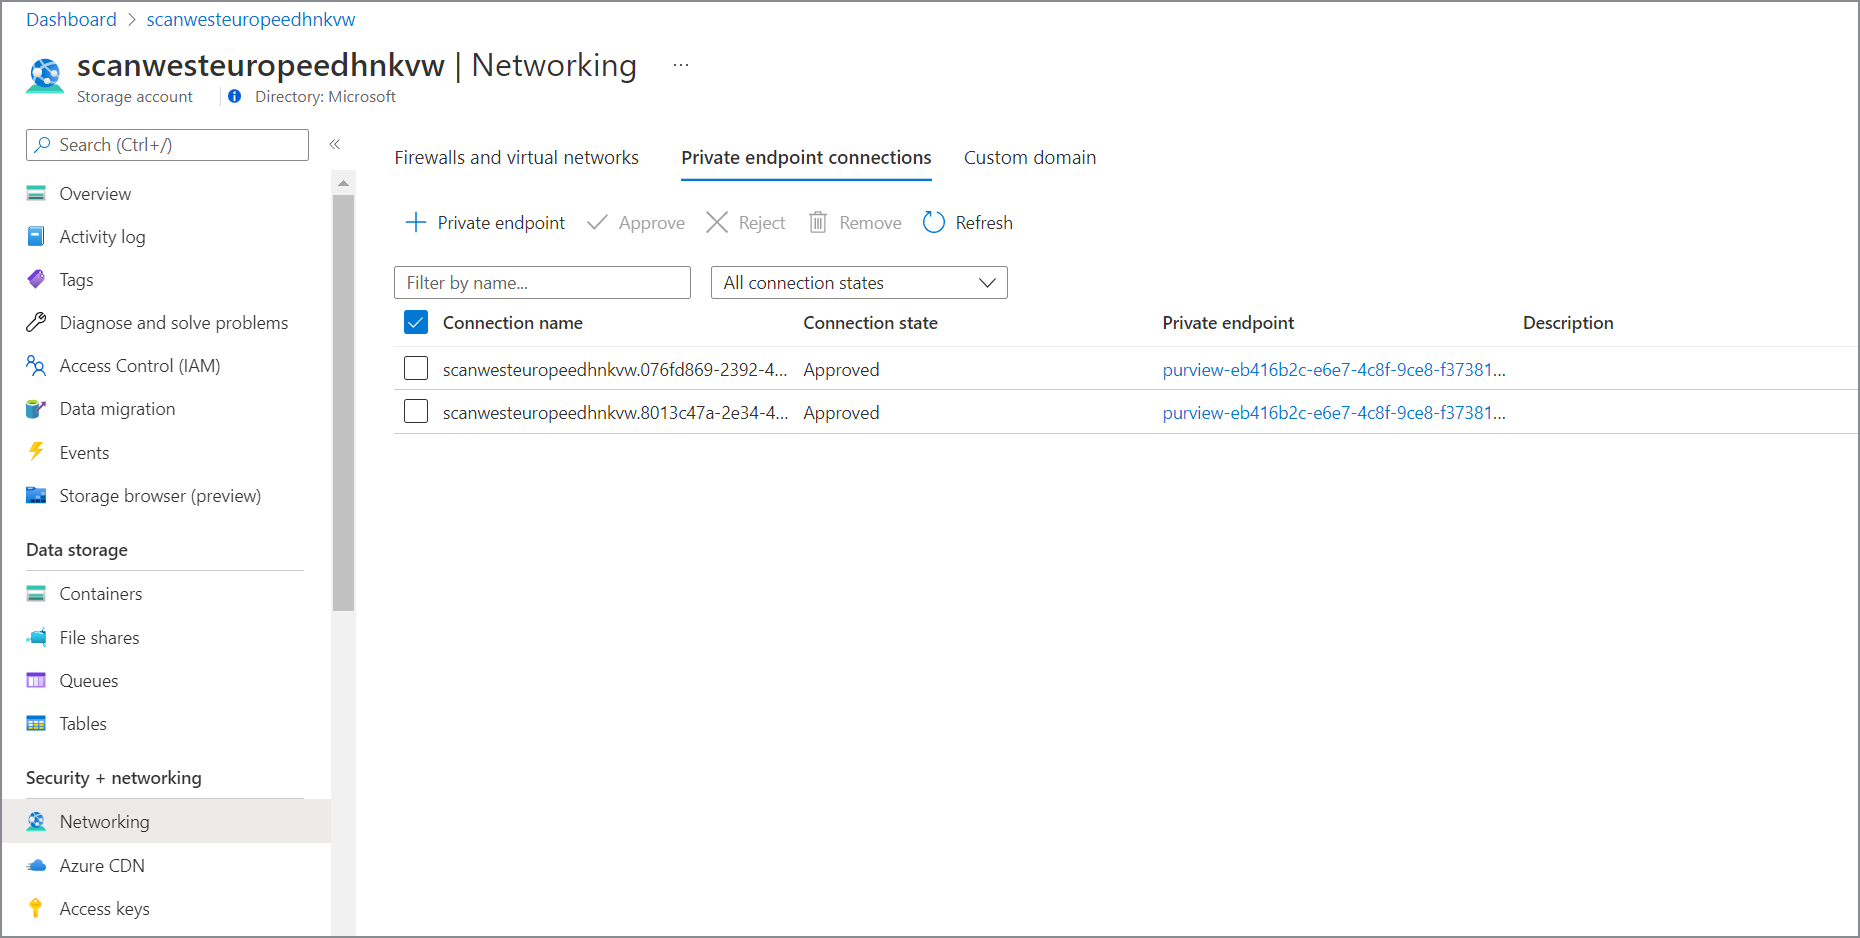 Dashboard > scanwesteuropeedhnkvw
scanwesteuropeedhnkvw | Networking ...
Storage account Directory: Microsoft
Search (Ctrl+/) «
Overview
Activity log
Tags
Diagnose and solve problems
Access Control (IAM)
Data migration
Events
Storage browser (preview)
Data storage
Containers
File shares
Queues
Tables
Security + networking
Networking
Azure CDN
Access keys
Firewalls and virtual networks Private endpoint connections Custom domain
Private endpoint Approve Reject Remove Refresh
Filter by name... All connection states
Connection name Connection state Private endpoint Description
scanwesteuropeedhnkvw.076fd869-2392-4... Approved purview-eb416b2c-e6e7-4c8f-9ce8-f37381...
scanwesteuropeedhnkvw.8013c47a-2e34-4... Approved purview-eb416b2c-e6e7-4c8f-9ce8-f37381...